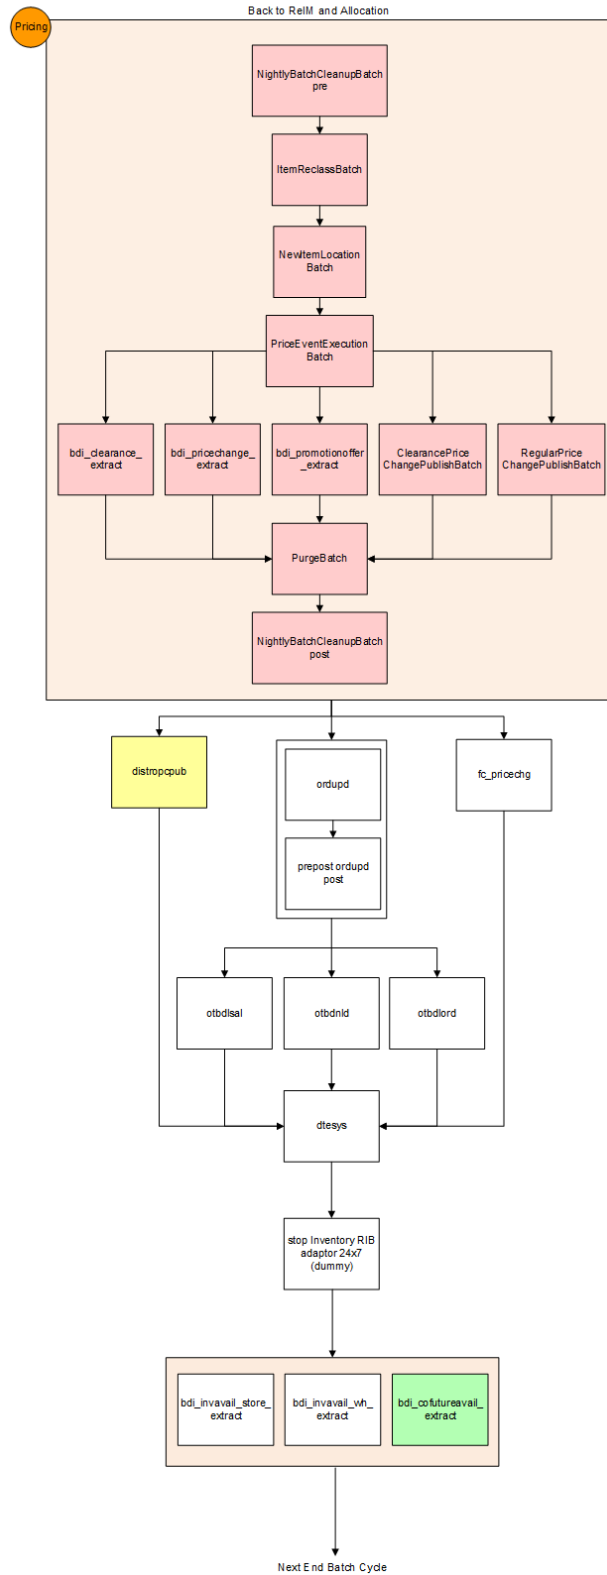 Back to ReIM and Allocation
Pricing
NightlyBatchCleanupBatch
pre
ItemReclassBatch
NewItemLocation
Batch
PriceEventExecution
Batch
bdi_clearance_
extract
bdi_pricechange_
extract
bdi_promotionoffer
_extract
ClearancePrice
ChangePublishBatch
RegularPrice
ChangePublishBatch
PurgeBatch
NightlyBatchCleanupBatch
post
distropcpub
ordupd
fc_pricechg
prepost ordupd
post
otbdlsal
otbdnld
otbdlord
dtesys
stop Inventory RIB
adaptor 24x7
(dummy)
bdi_invavail_store_
extract
bdi_invavail_wh_
extract
bdi_cofutureavail_
extract
Next End Batch Cycle